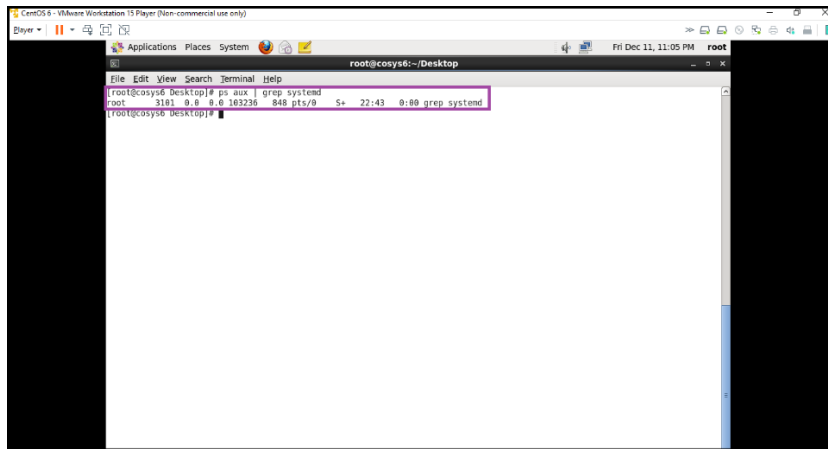 CentOS 6 - VMware Workstation 15 Player (Non-commercial use only)
Player
Applications Places System Fri Dec 11, 11:05 PM root
root@cosys6:~/Desktop
File Edit View Search Terminal Help
[root@cosys6 Desktop]# ps aux | grep systemd
root 3101 0.0 0.0 103236 848 pts/0 S+ 22:43 0:00 grep systemd
[root@cosys6 Desktop]#